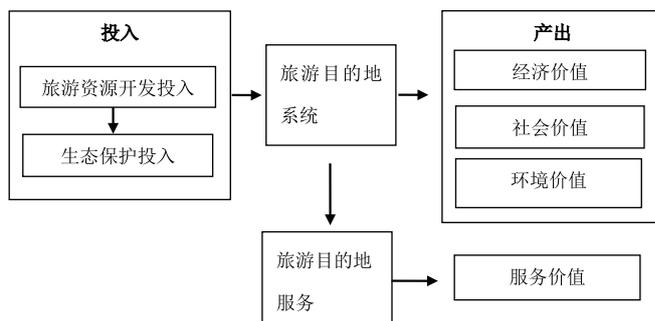 投入
旅游资源开发投入
生态保护投入
旅游目的地
系统
产出
经济价值
社会价值
环境价值
旅游目的地
服务
服务价值